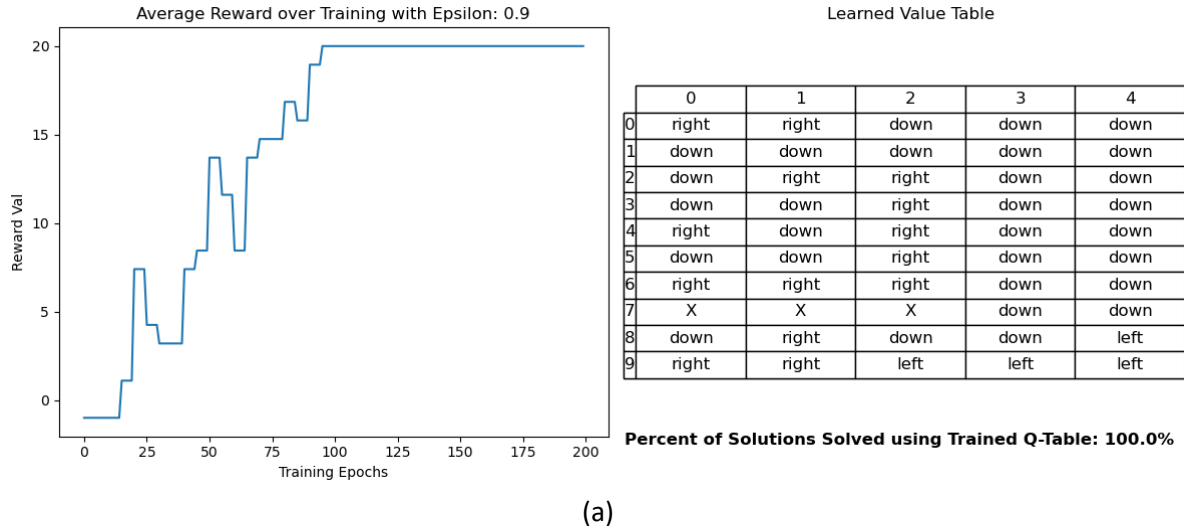 Average Reward over Training with Epsilon: 0.9
20
15
10
5
0
Reward Val
0 25 50 75 100 125 150 175 200
Training Epochs
Learned Value Table
0 1 2 3 4
0 right right down down down
1 down down down down down
2 down right right down down
3 down down right down down
4 right down right down down
5 down down right down down
6 right right right down down
7 X X X down down
8 down right down down left
9 right right left left left
Percent of Solutions Solved using Trained Q-Table: 100.0%
(a)